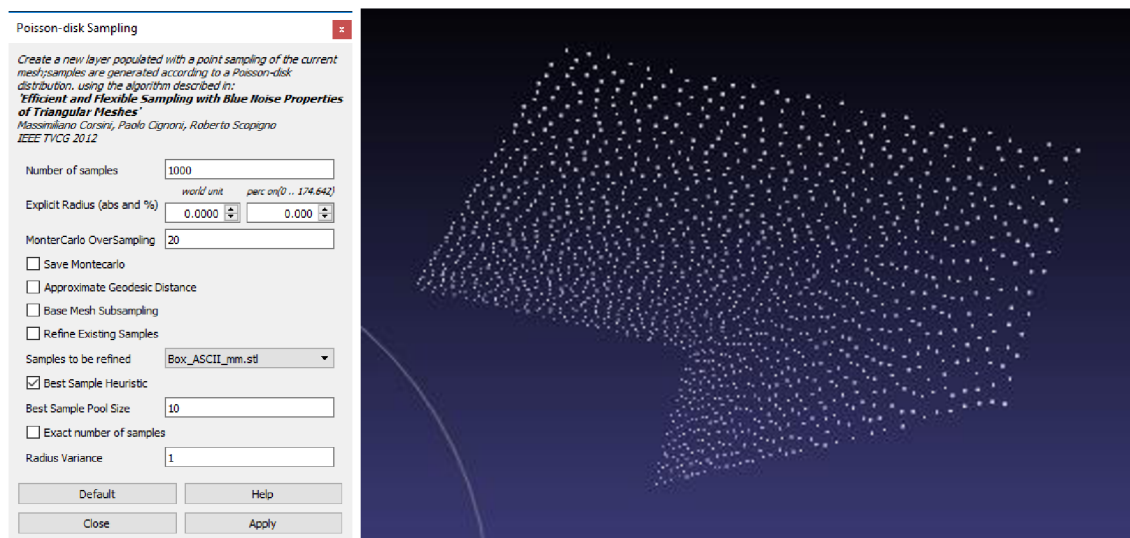 Poisson-disk Sampling
x
Create a new layer populated with a point sampling of the current
mesh;samples are generated according to a Poisson-disk
distribution. using the algorithm described in:
'Efficient and Flexible Sampling with Blue Noise Properties
of Triangular Meshes'
Massimiliano Corsini, Paolo Cignoni, Roberto Scopigno
IEEE TVCG 2012
Number of samples 1000
world unit perc on(0 .. 174.642)
Explicit Radius (abs and %) 0.0000 0.000
MonterCarlo OverSampling 20
Save Montecarlo
Approximate Geodesic Distance
Base Mesh Subsampling
Refine Existing Samples
Samples to be refined Box_ASCII_mm.stl
Best Sample Heuristic
Best Sample Pool Size 10
Exact number of samples
Radius Variance 1
Default Help
Close Apply